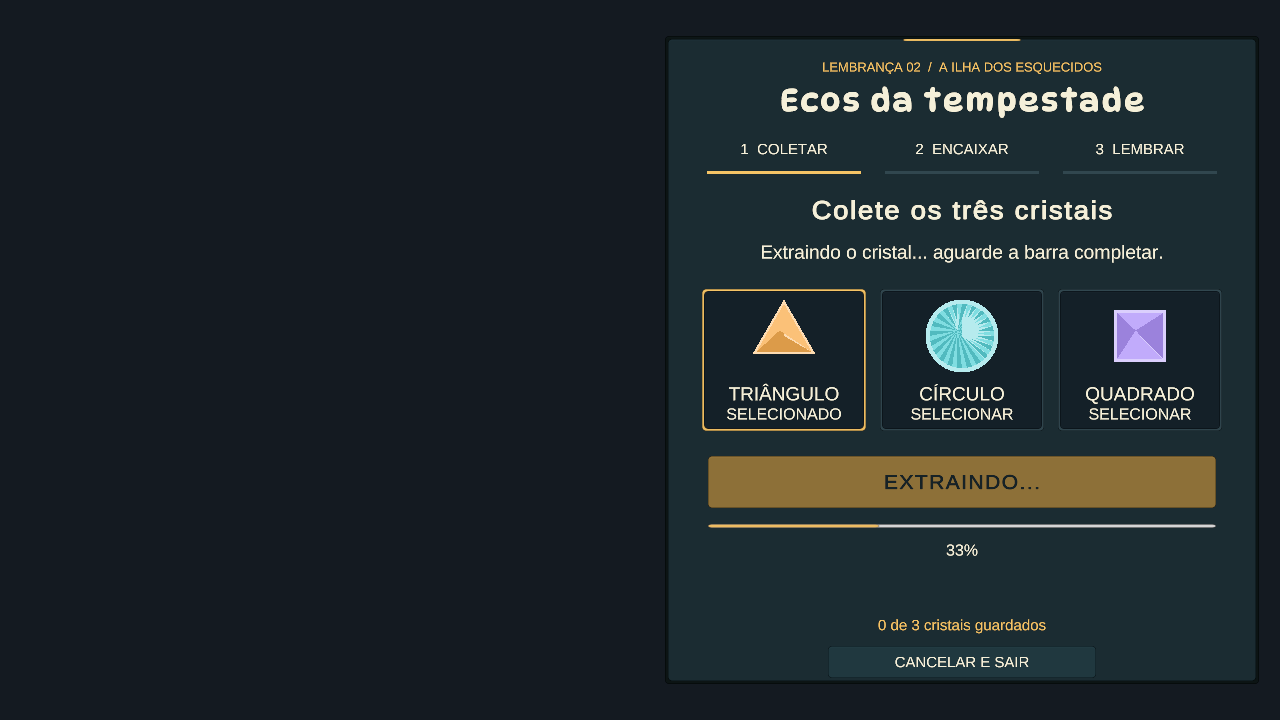 LEMBRANÇA 02 / A ILHA DOS ESQUECIDOS
Ecos da tempestade
1 COLETAR
2 ENCAIXAR
3 LEMBRAR
Colete os três cristais
Extraindo o cristal... aguarde a barra completar.
TRIÂNGULO
SELECIONADO
CÍRCULO
SELECIONAR
QUADRADO
SELECIONAR
EXTRAINDO...
33%
0 de 3 cristais guardados
CANCELAR E SAIR